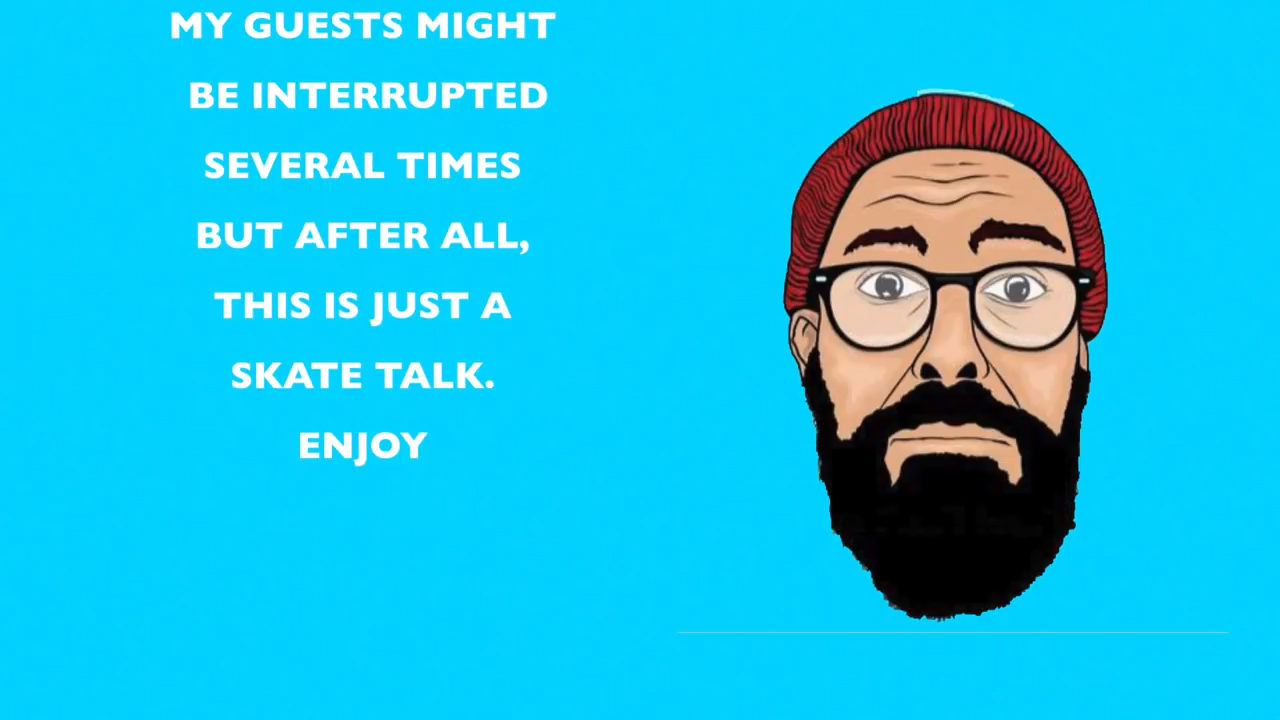 MY GUESTS MIGHT
BE INTERRUPTED
SEVERAL TIMES
BUT AFTER ALL,
THIS IS JUST A
SKATE TALK.
ENJOY